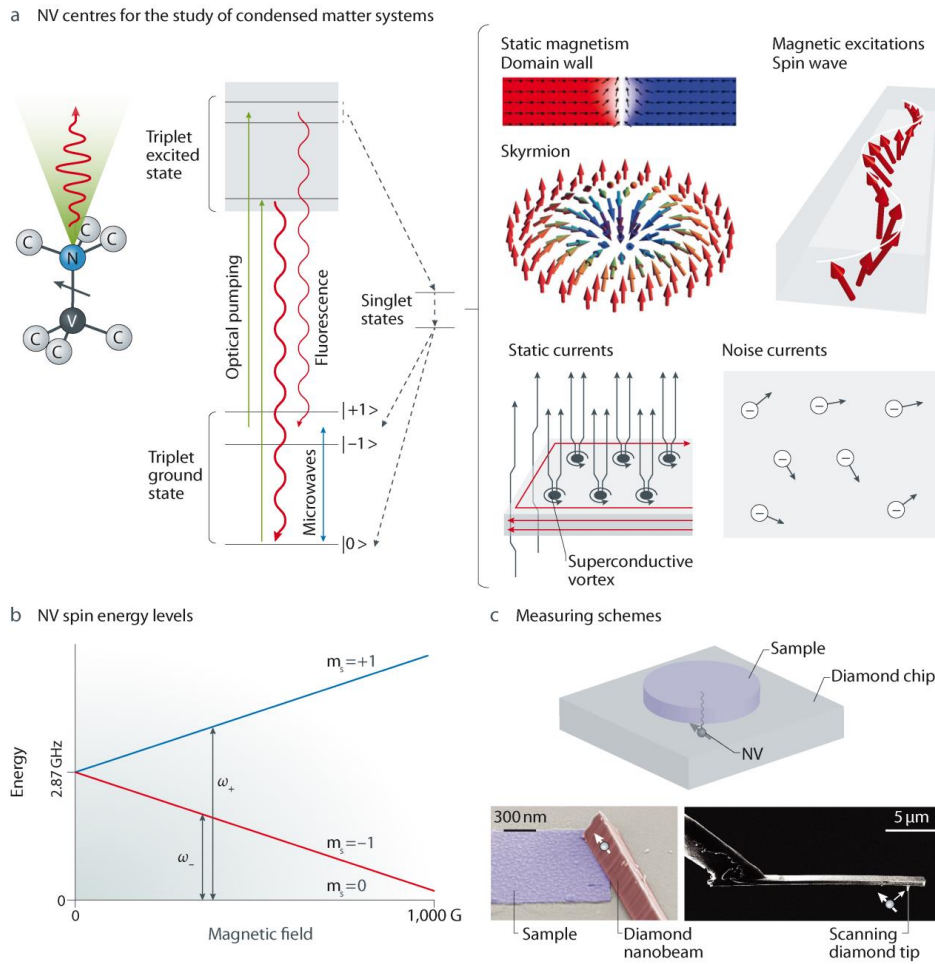 a NV centres for the study of condensed matter systems
C
C
N
C
V
C
C
C
Triplet
excited
state
Optical pumping
Fluorescence
Singlet
states
|+1>
|−1>
Triplet
ground
state
Microwaves
|0>
Static magnetism
Domain wall
Skyrmion
Magnetic excitations
Spin wave
Static currents
Superconductive
vortex
Noise currents
−
−
−
−
−
−
−
b NV spin energy levels
Energy
2.87 GHz
0
ms=+1
ω+
ω−
ms=−1
ms=0
0
1,000 G
Magnetic field
c Measuring schemes
Sample
Diamond chip
NV
300 nm
Sample
Diamond
nanobeam
5 µm
Scanning
diamond tip